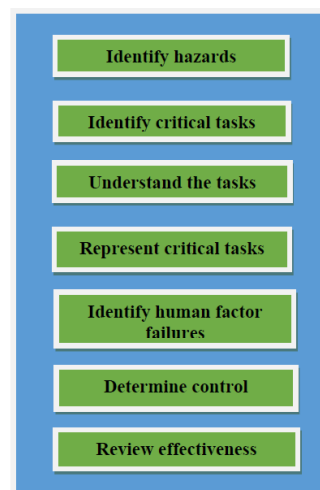 Identify hazards
Identify critical tasks
Understand the tasks
Represent critical tasks
Identify human factor
failures
Determine control
Review effectiveness